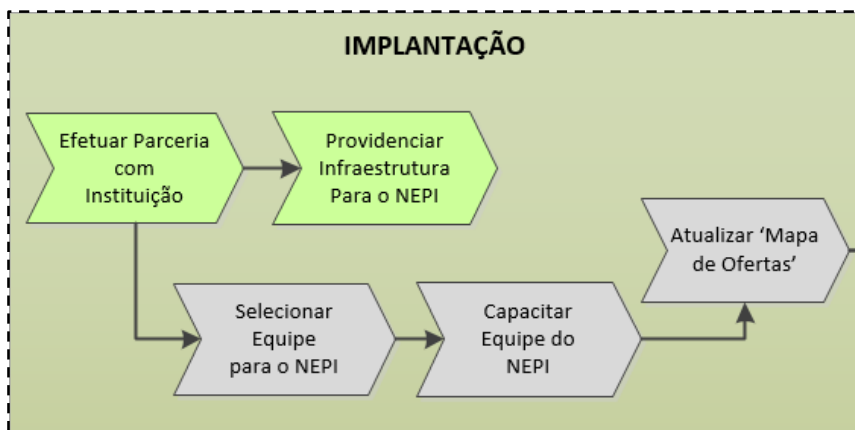 IMPLANTAÇÃO
Efetuar Parceria
com
Instituição
Providenciar
Infraestrutura
Para o NEPI
Atualizar ‘Mapa
de Ofertas’
Selecionar
Equipe
para o NEPI
Capacitar
Equipe do
NEPI